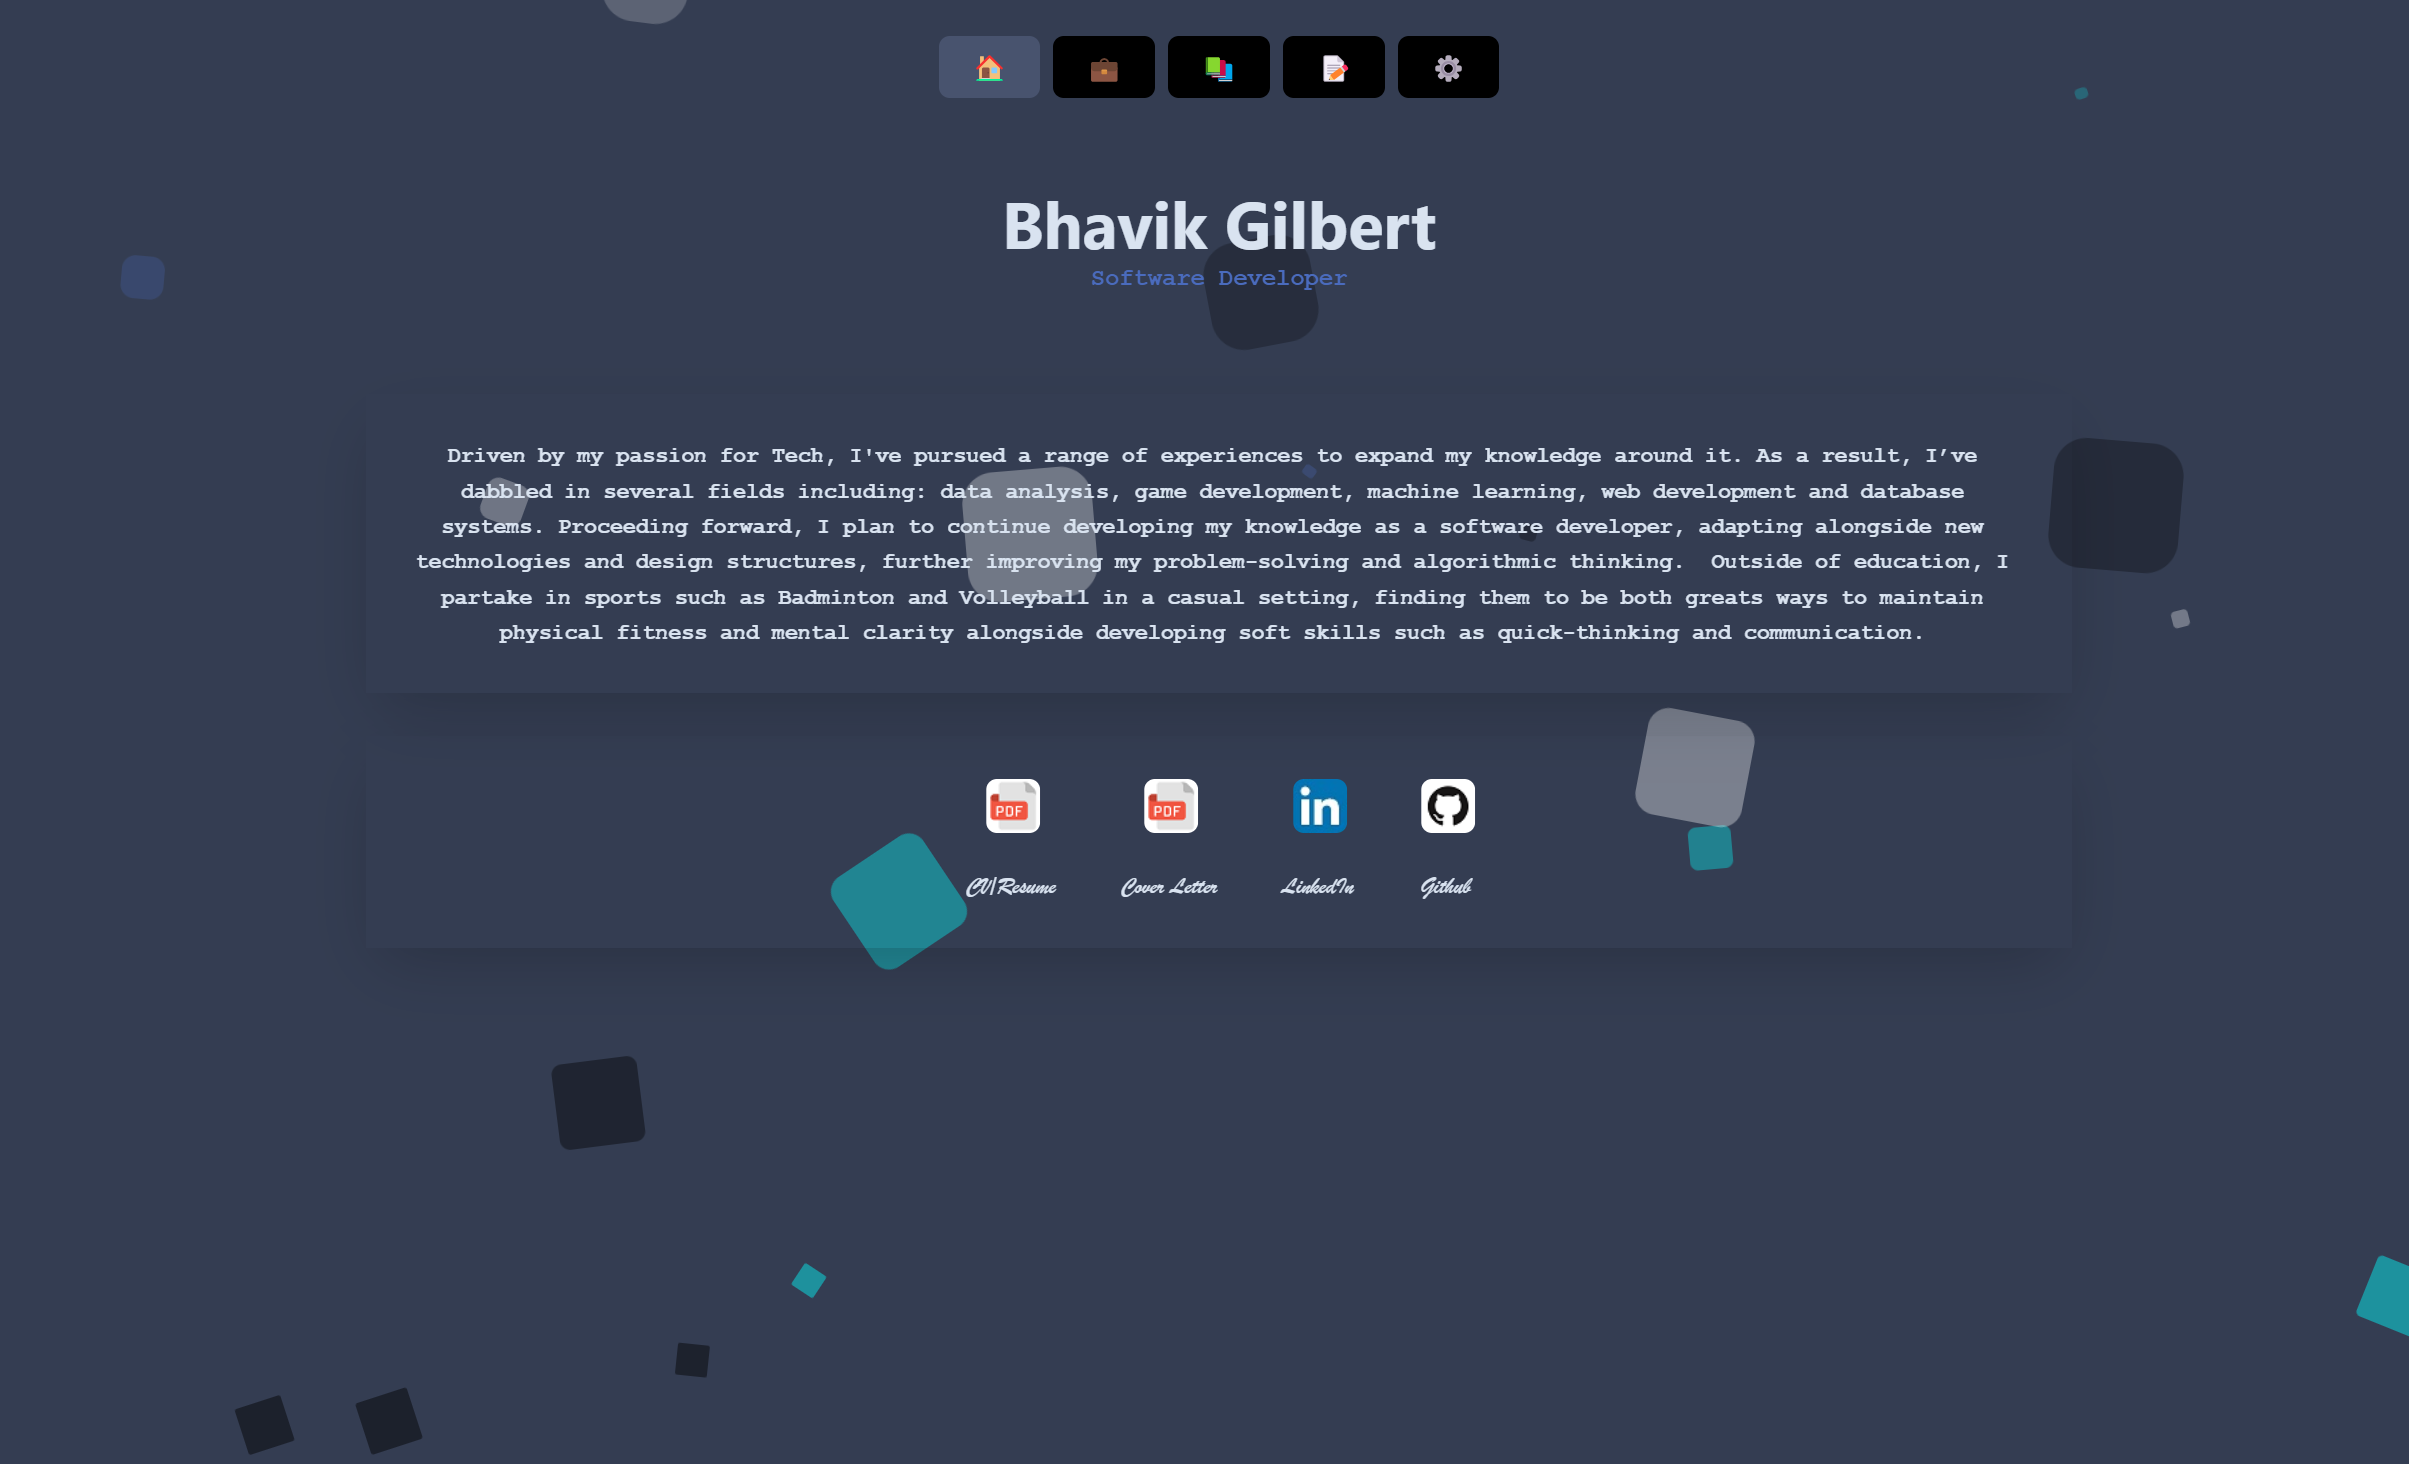 Bhavik Gilbert
Software Developer
Driven by my passion for Tech, I've pursued a range of experiences to expand my knowledge around it. As a result, I’ve
dabbled in several fields including: data analysis, game development, machine learning, web development and database
systems. Proceeding forward, I plan to continue developing my knowledge as a software developer, adapting alongside new
technologies and design structures, further improving my problem-solving and algorithmic thinking.  Outside of education, I
partake in sports such as Badminton and Volleyball in a casual setting, finding them to be both greats ways to maintain
physical fitness and mental clarity alongside developing soft skills such as quick-thinking and communication.
PDF PDF in
CV|Resume Cover Letter LinkedIn Github